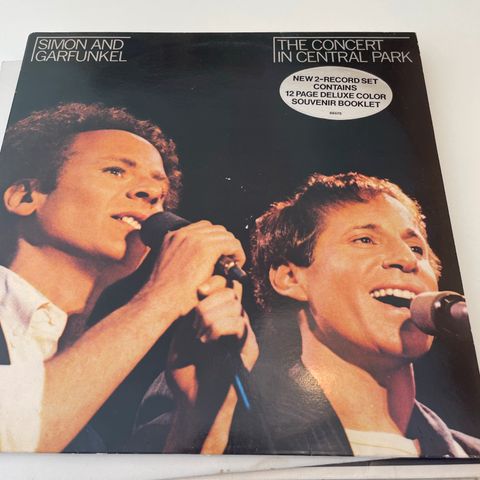 SIMON AND
GARFUNKEL
THE CONCERT
IN CENTRAL PARK
NEW 2-RECORD SET
CONTAINS
12 PAGE DELUXE COLOR
SOUVENIR BOOKLET